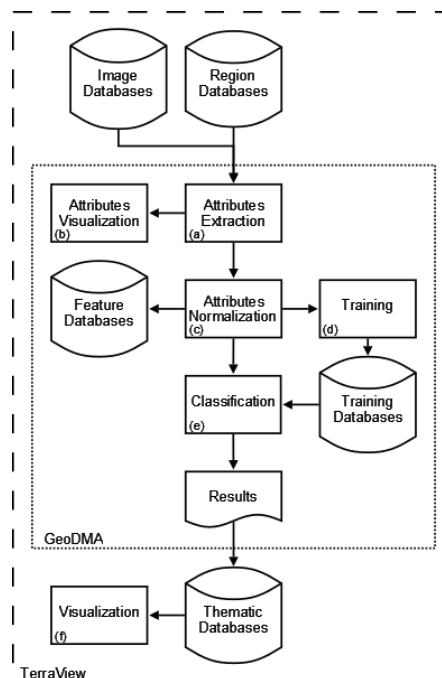 Image
Databases
Region
Databases
Attributes
Visualization
(b)
Attributes
Extraction
(a)
Feature
Databases
Attributes
Normalization
(c)
Training
(d)
Classification
(e)
Training
Databases
Results
GeoDMA
Visualization
(f)
Thematic
Databases
TerraView